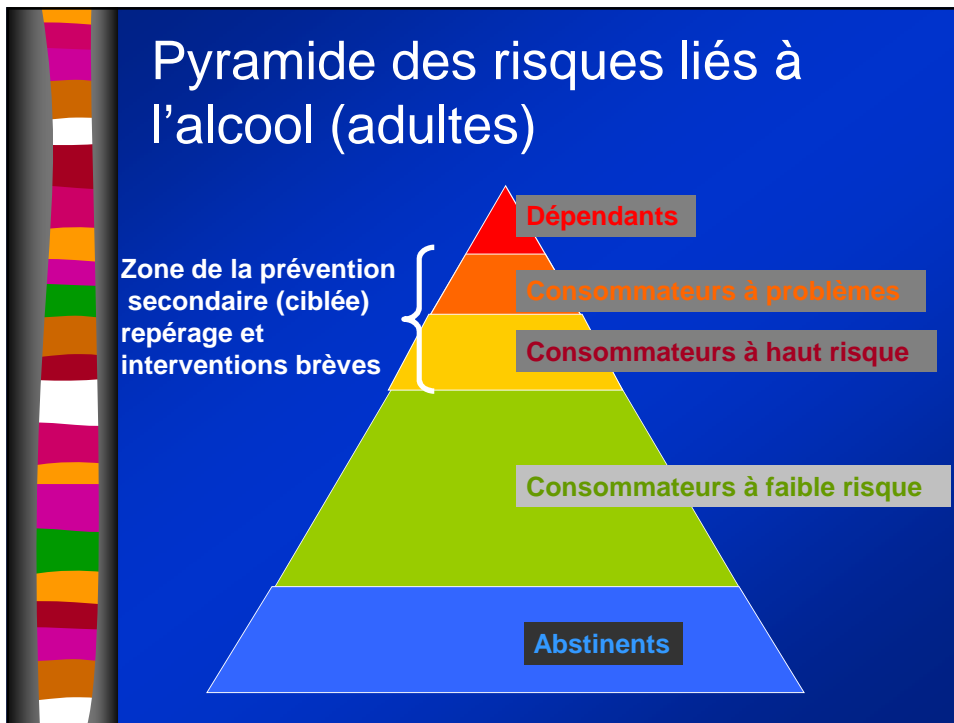 Pyramide des risques liés à
l’alcool (adultes)
Dépendants
Zone de la prévention
secondaire (ciblée)
repérage et
interventions brèves
Consommateurs à problèmes
Consommateurs à haut risque
Consommateurs à faible risque
Abstinents